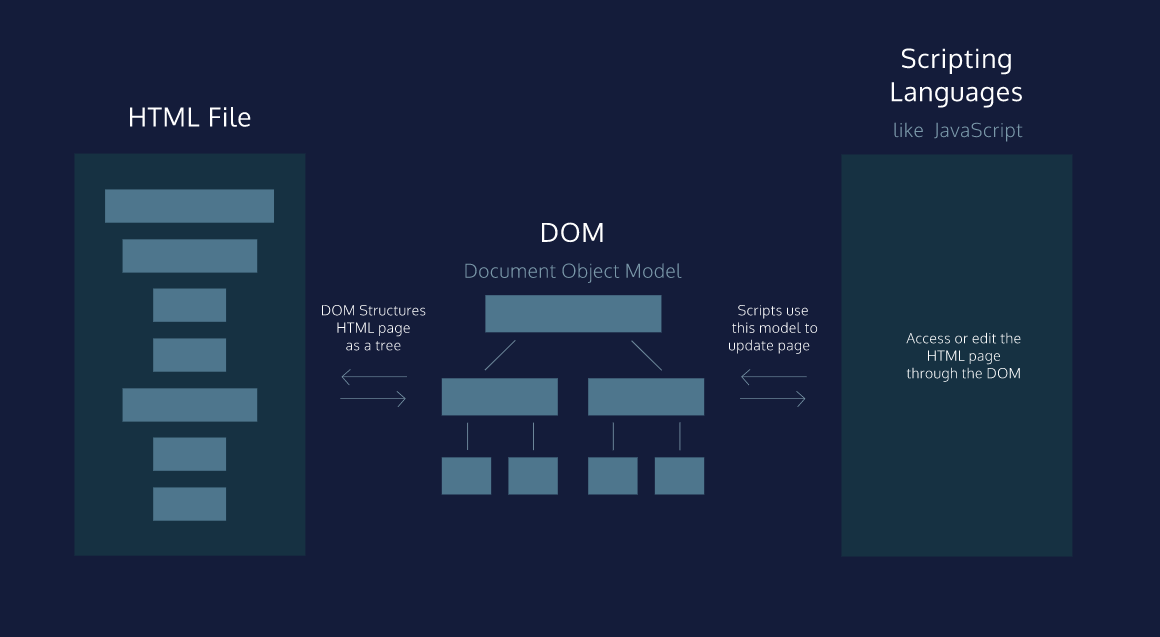 HTML File
DOM Structures
HTML page
as a tree
DOM
Document Object Model
Scripts use
this model to
update page
Scripting
Languages
like JavaScript
Access or edit the
HTML page
through the DOM